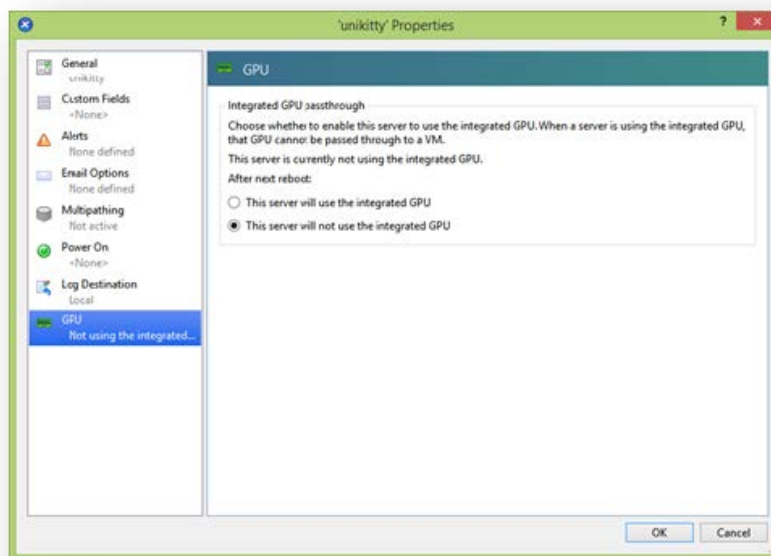 'unikitty' Properties
?
General
unikitty
Custom Fields
<None>
Alerts
None defined
Email Options
None defined
Multipathing
Not active
Power On
<None>
Log Destination
Local
GPU
Not using the integrated...
GPU
Integrated GPU passthrough
Choose whether to enable this server to use the integrated GPU. When a server is using the integrated GPU,
that GPU cannot be passed through to a VM.
This server is currently not using the integrated GPU.
After next reboot:
This server will use the integrated GPU
This server will not use the integrated GPU
OK
Cancel